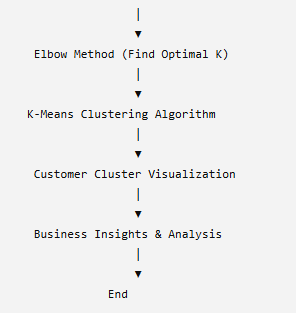 Elbow Method (Find Optimal K)
K-Means Clustering Algorithm
Customer Cluster Visualization
Business Insights & Analysis
End